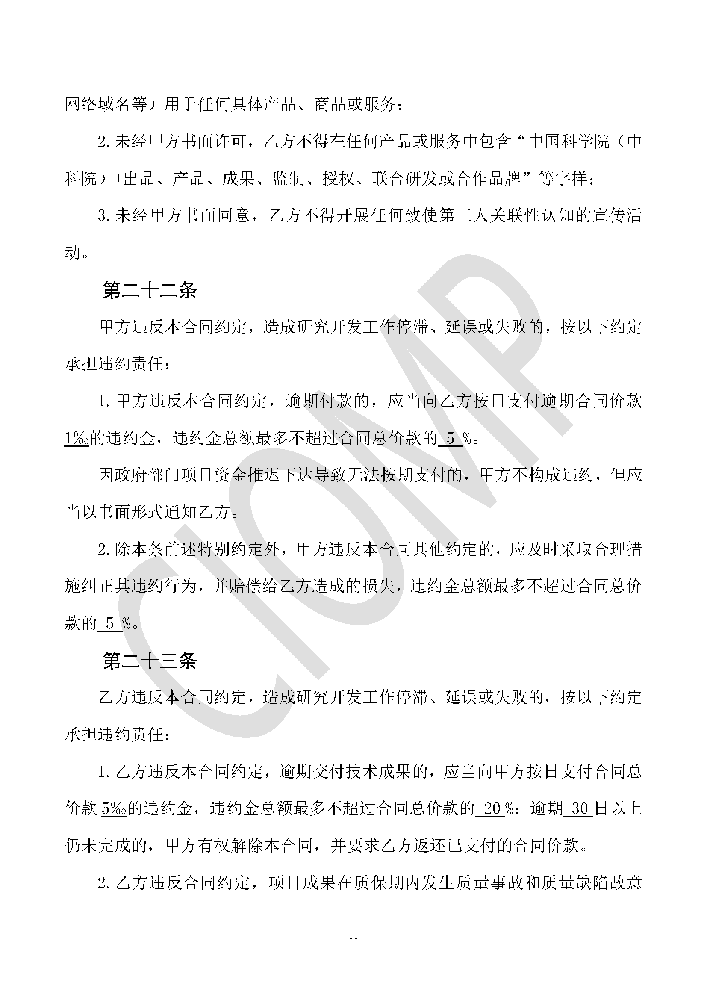 网络域名等）用于任何具体产品、商品或服务；
2.未经甲方书面许可，乙方不得在任何产品或服务中包含“中国科学院（中
科院）+出品、产品、成果、监制、授权、联合研发或合作品牌”等字样；
3.未经甲方书面同意，乙方不得开展任何致使第三人关联性认知的宣传活
动。
第二十二条
甲方违反本合同约定，造成研究开发工作停滞、延误或失败的，按以下约定
承担违约责任：
1.甲方违反本合同约定，逾期付款的，应当向乙方按日支付逾期合同价款
1‰的违约金，违约金总额最多不超过合同总价款的 5 %。
因政府部门项目资金推迟下达导致无法按期支付的，甲方不构成违约，但应
当以书面形式通知乙方。
2.除本条前述特别约定外，甲方违反本合同其他约定的，应及时采取合理措
施纠正其违约行为，并赔偿给乙方造成的损失，违约金总额最多不超过合同总价
款的 5 %。
第二十三条
乙方违反本合同约定，造成研究开发工作停滞、延误或失败的，按以下约定
承担违约责任：
1.乙方违反本合同约定，逾期交付技术成果的，应当向甲方按日支付合同总
价款 5‰的违约金，违约金总额最多不超过合同总价款的 20 %；逾期 30 日以上
仍未完成的，甲方有权解除本合同，并要求乙方返还已支付的合同价款。
2.乙方违反合同约定，项目成果在质保期内发生质量事故和质量缺陷故意
11
CIOMP